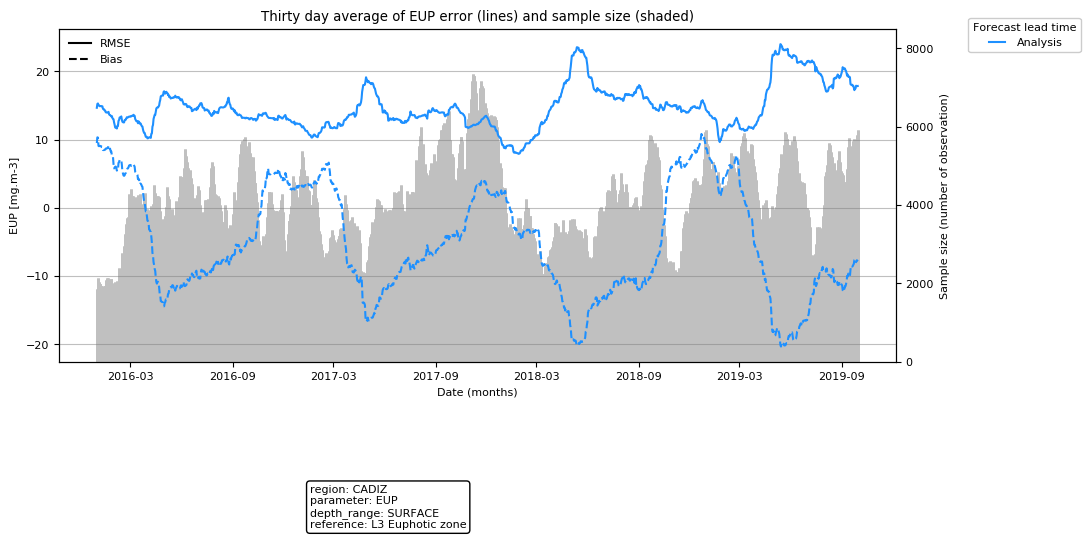 Thirty day average of EUP error (lines) and sample size (shaded)
Forecast lead time
Analysis
RMSE
Bias
EUP [mg.m-3]
20
10
0
−10
−20
8000
6000
4000
2000
0
Sample size (number of observation)
2016-03 2016-09 2017-03 2017-09 2018-03 2018-09 2019-03 2019-09
Date (months)
region: CADIZ
parameter: EUP
depth_range: SURFACE
reference: L3 Euphotic zone